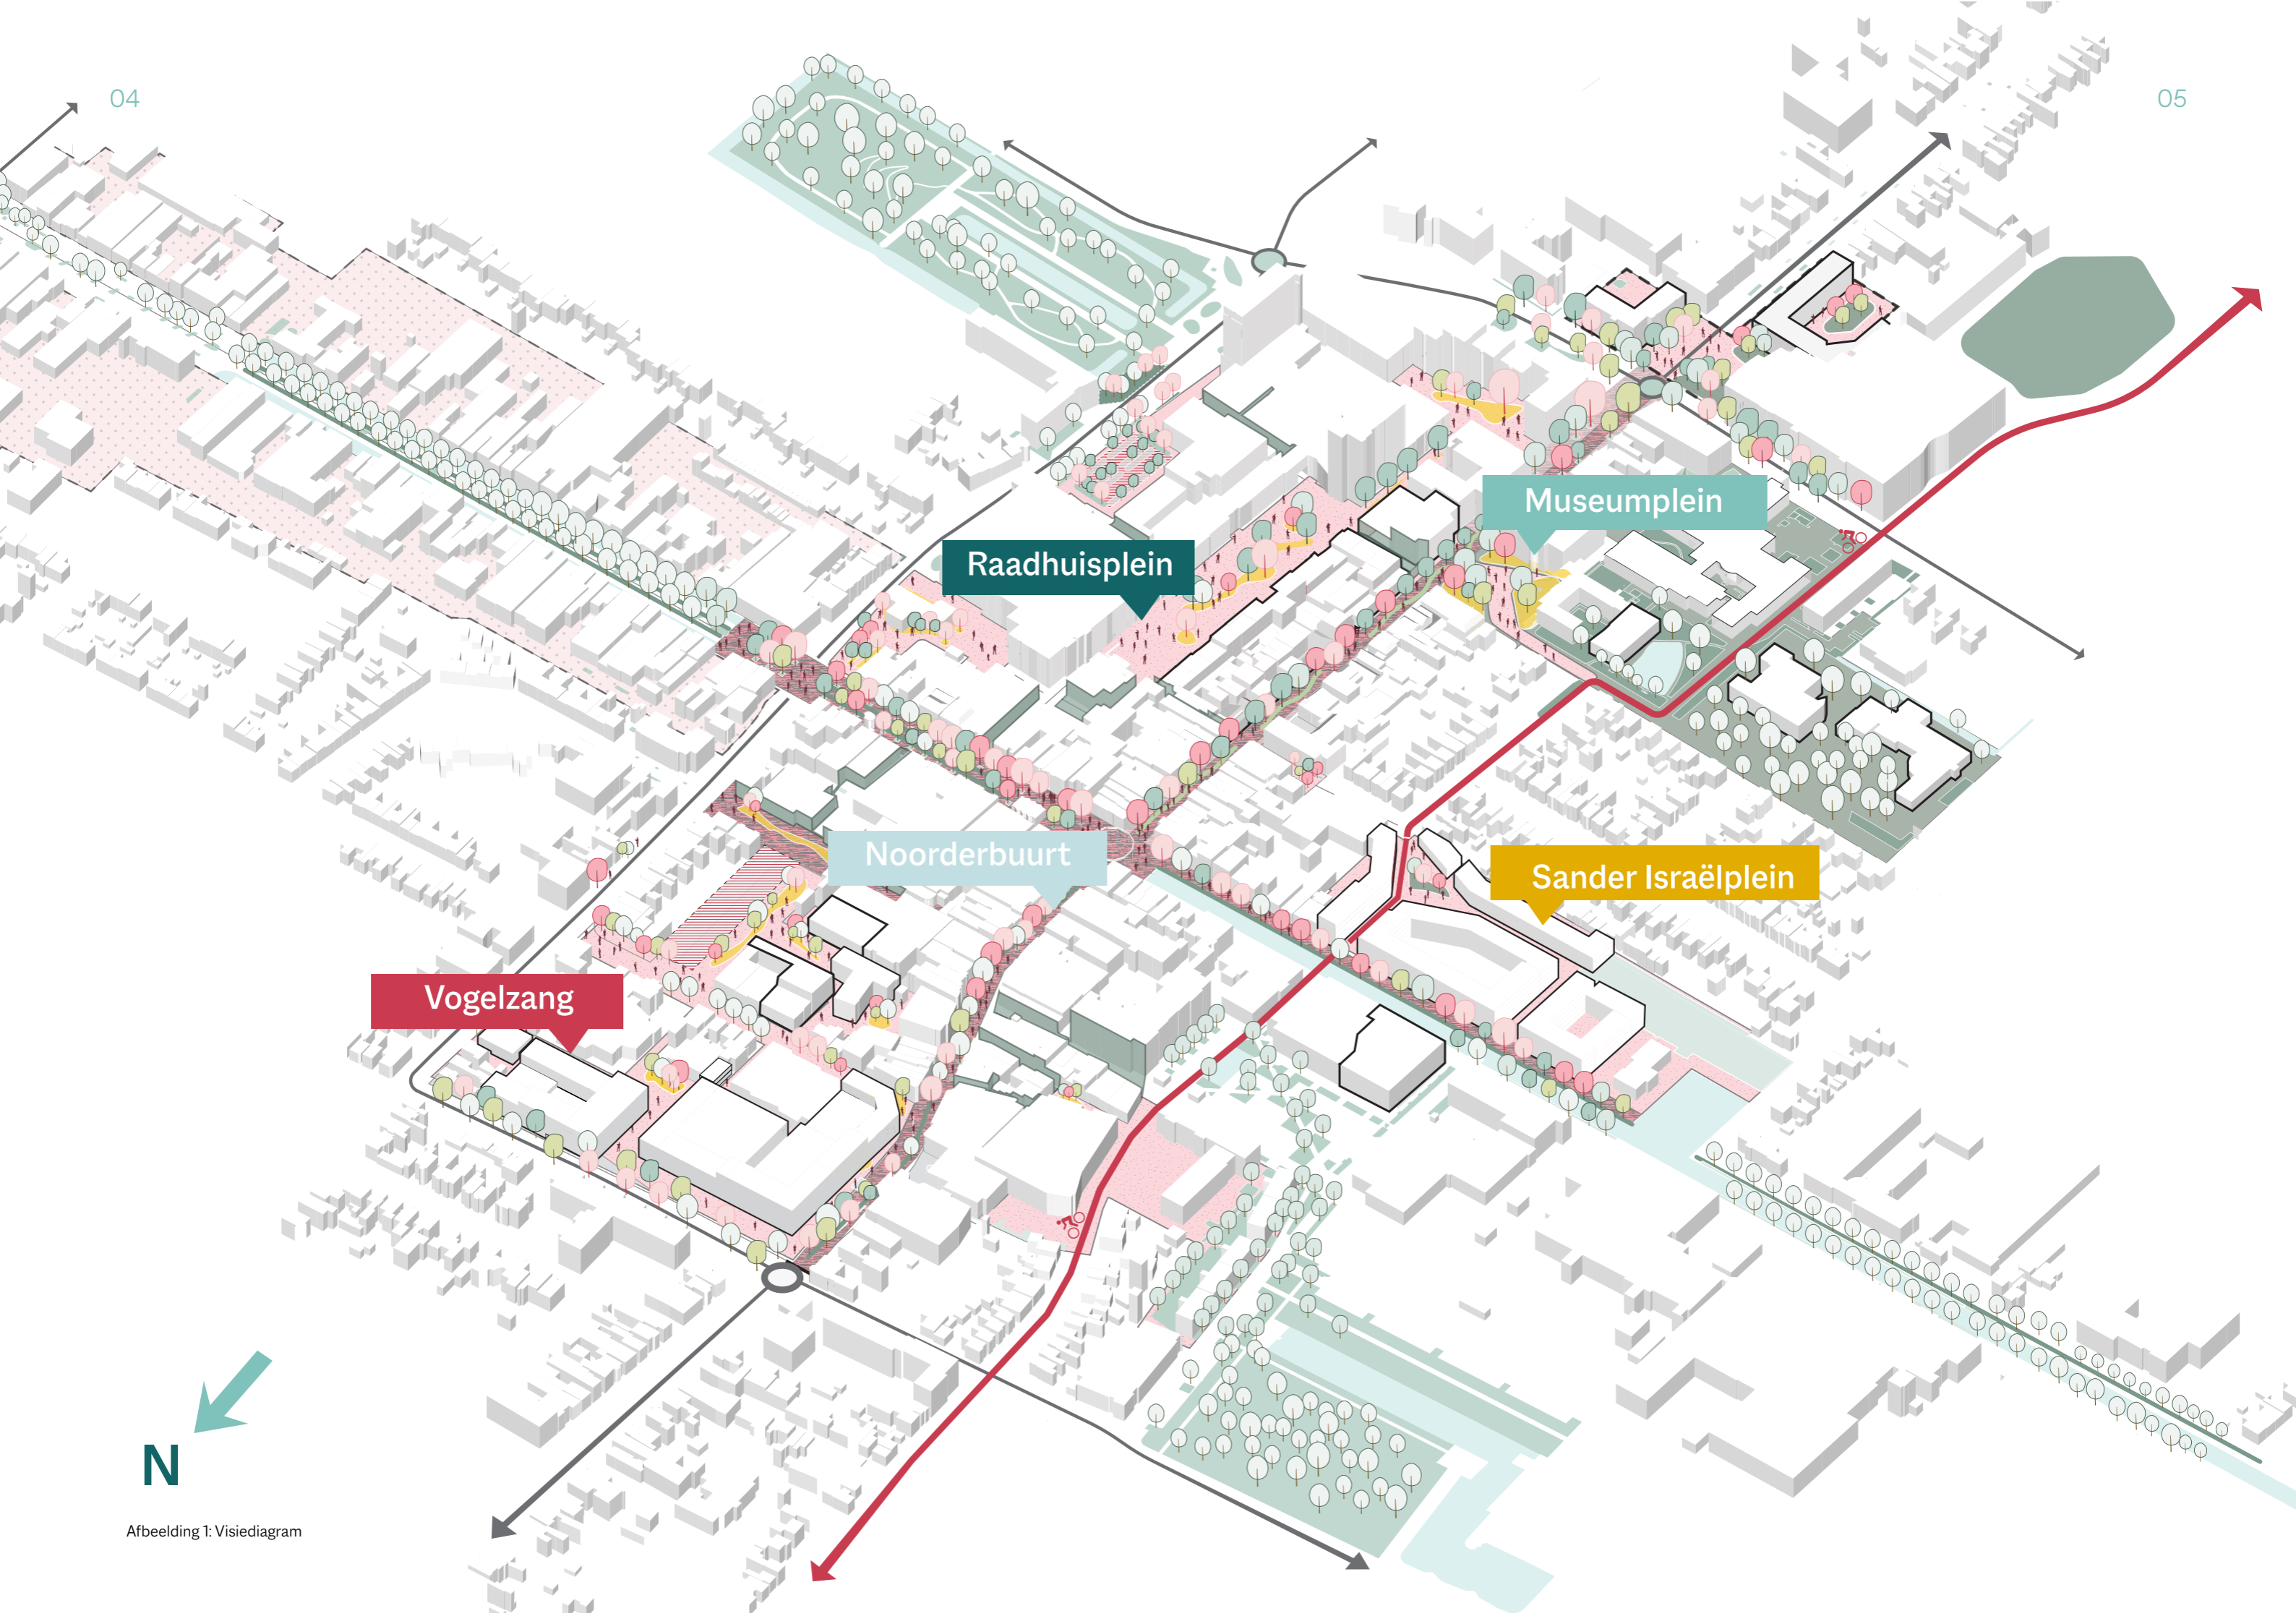 04
05
Museumplein
Raadhuisplein
Noorderbuurt
Sander Israëlplein
Vogelzang
N
Afbeelding 1: Visiediagram